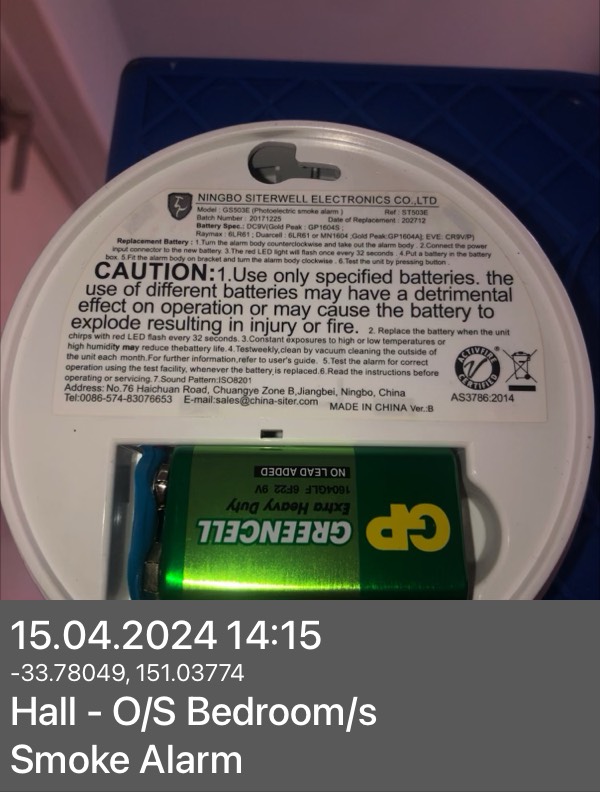 NINGBO SITERWELL ELECTRONICS CO.,LTD
Model : GS503E (Photoelectric smoke alarm ) Ref : ST503E
Batch Number : 20171225 Date of Replacement : 202712
Battery Spec.: DC9V(Gold Peak : GP1604S ;
Raymax : 6LR61 ; Duarcell : 6LR61 or MN1604 ;Gold Peak:GP1604A); EVE: CR9V/P)
Replacement Battery : 1.Turn the alarm body counterclockwise and take out the alarm body . 2.Connect the power
input connector to the new battery. 3.The red LED light will flash once every 32 seconds . 4.Put a battery in the battery
box. 5.Fit the alarm body on bracket and turn the alarm body clockwise . 6.Test the unit by pressing button
CAUTION:1.Use only specified batteries. the
use of different batteries may have a detrimental
effect on operation or may cause the battery to
explode resulting in injury or fire. 2. Replace the battery when the unit
chirps with red LED flash every 32 seconds. 3.Constant exposures to high or low temperatures or
high humidity may reduce thebattery life. 4.Testweekly,clean by vacuum cleaning the outside of
the unit each month.For further information,refer to user's guide. 5.Test the alarm for correct
operation using the test facility, whenever the battery is replaced.6.Read the instructions before
operating or servicing. 7.Sound Pattern:ISO8201
Address: No.76 Haichuan Road, Chuangye Zone B,Jiangbei, Ningbo, China
Tel:0086-574-83076653 E-mail:sales@china-siter.com MADE IN CHINA Ver.:B
ACTIVFIRE
CERTIFIED
AS3786:2014
NO LEAD ADDED
1604GLF 6F22 9V
Extra Heavy Duty
GREENCELL
GP
15.04.2024 14:15
-33.78049, 151.03774
Hall - O/S Bedroom/s
Smoke Alarm